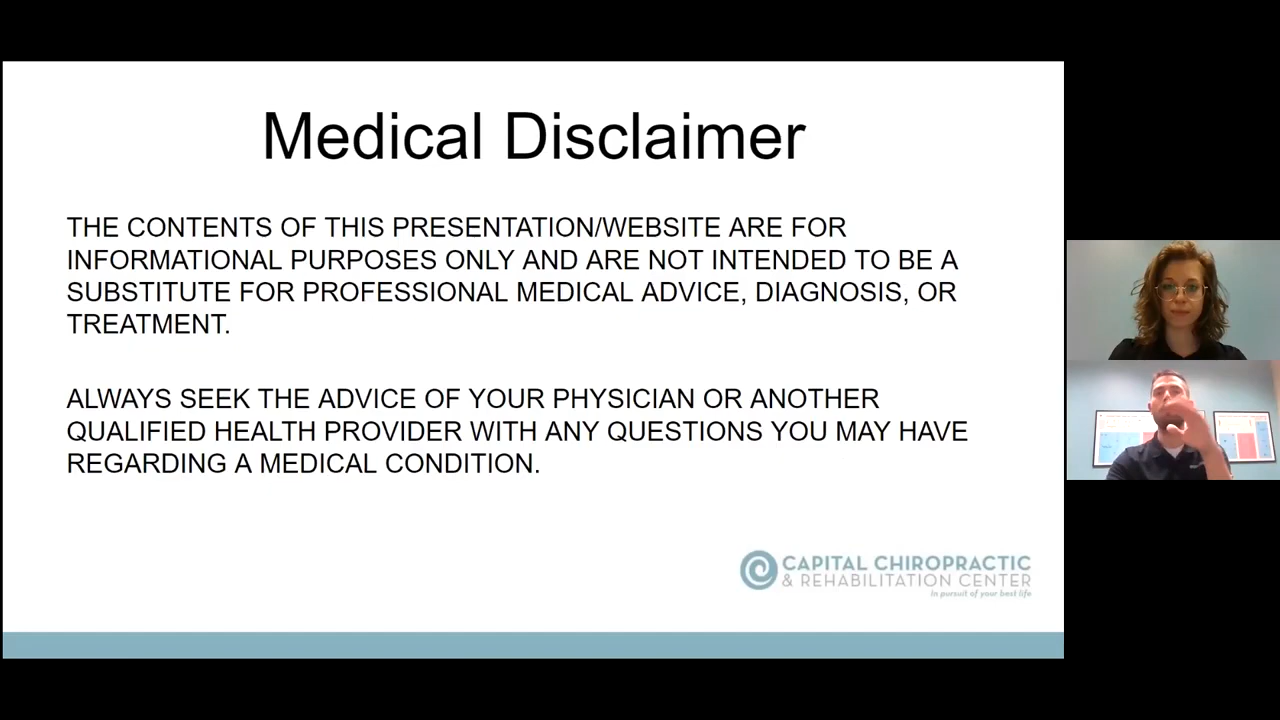 Medical Disclaimer
THE CONTENTS OF THIS PRESENTATION/WEBSITE ARE FOR
INFORMATIONAL PURPOSES ONLY AND ARE NOT INTENDED TO BE A
SUBSTITUTE FOR PROFESSIONAL MEDICAL ADVICE, DIAGNOSIS, OR
TREATMENT.
ALWAYS SEEK THE ADVICE OF YOUR PHYSICIAN OR ANOTHER
QUALIFIED HEALTH PROVIDER WITH ANY QUESTIONS YOU MAY HAVE
REGARDING A MEDICAL CONDITION.
CAPITAL CHIROPRACTIC
& REHABILITATION CENTER
in pursuit of your best life